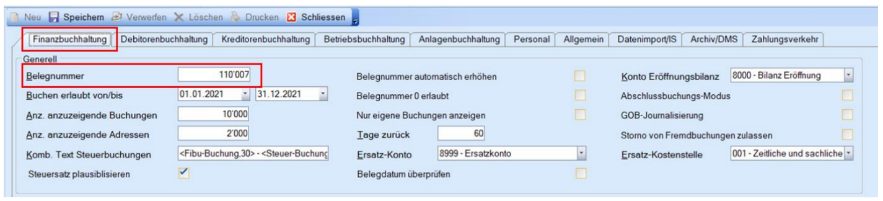 Neu Speichern Verwerfen Löschen Drucken Schliessen
Finanzbuchhaltung Debitorenbuchhaltung Kreditorenbuchhaltung Betriebsbuchhaltung Anlagenbuchhaltung Personal Allgemein Datenimport/IS Archiv/DMS Zahlungsverkehr
Generell
Belegnummer 110'007 Belegnummer automatisch erhöhen Konto Eröffnungsbilanz 8000 - Bilanz Eröffnung
Buchen erlaubt von/bis 01.01.2021 - 31.12.2021 Belegnummer 0 erlaubt Abschlussbuchungs-Modus
Anz. anzuzeigende Buchungen 10'000 Nur eigene Buchungen anzeigen GOB-Journalisierung
Anz. anzuzeigende Adressen 2'000 Tage zurück 60 Storno von Fremdbuchungen zulassen
Komb. Text Steuerbuchungen <Fibu-Buchung,30> - <Steuer-Buchung Ersatz-Konto 8999 - Ersatzkonto Ersatz-Kostenstelle 001 - Zeitliche und sachliche
Steuersatz plausiblisieren Belegdatum überprüfen